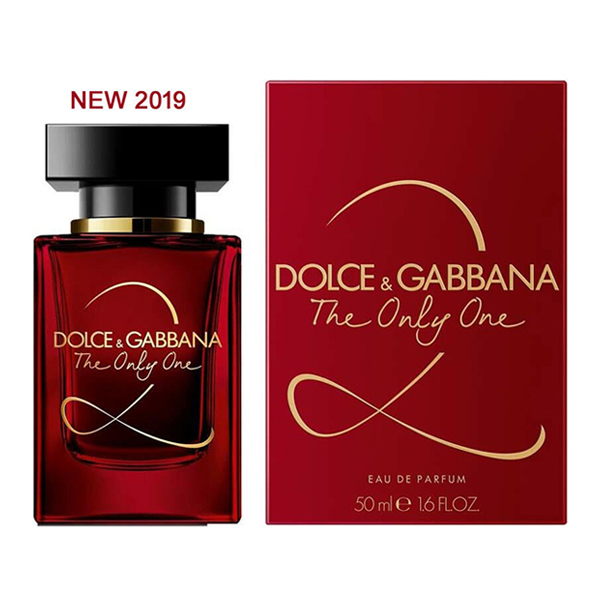 NEW 2019
DOLCE & GABBANA
The Only One
DOLCE & GABBANA
The Only One
2
EAU DE PARFUM
50 ml e 1.6 FL.OZ.